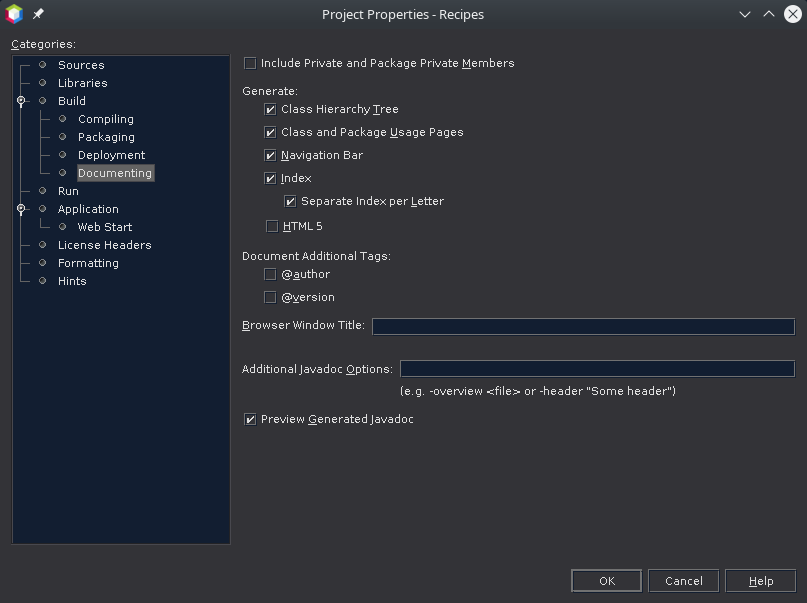 Project Properties - Recipes
Categories:
Sources
Libraries
Build
Compiling
Packaging
Deployment
Documenting
Run
Application
Web Start
License Headers
Formatting
Hints
Include Private and Package Private Members
Generate:
Class Hierarchy Tree
Class and Package Usage Pages
Navigation Bar
Index
Separate Index per Letter
HTML 5
Document Additional Tags:
@author
@version
Browser Window Title:
Additional Javadoc Options:
(e.g. -overview <file> or -header "Some header")
Preview Generated Javadoc
OK Cancel Help